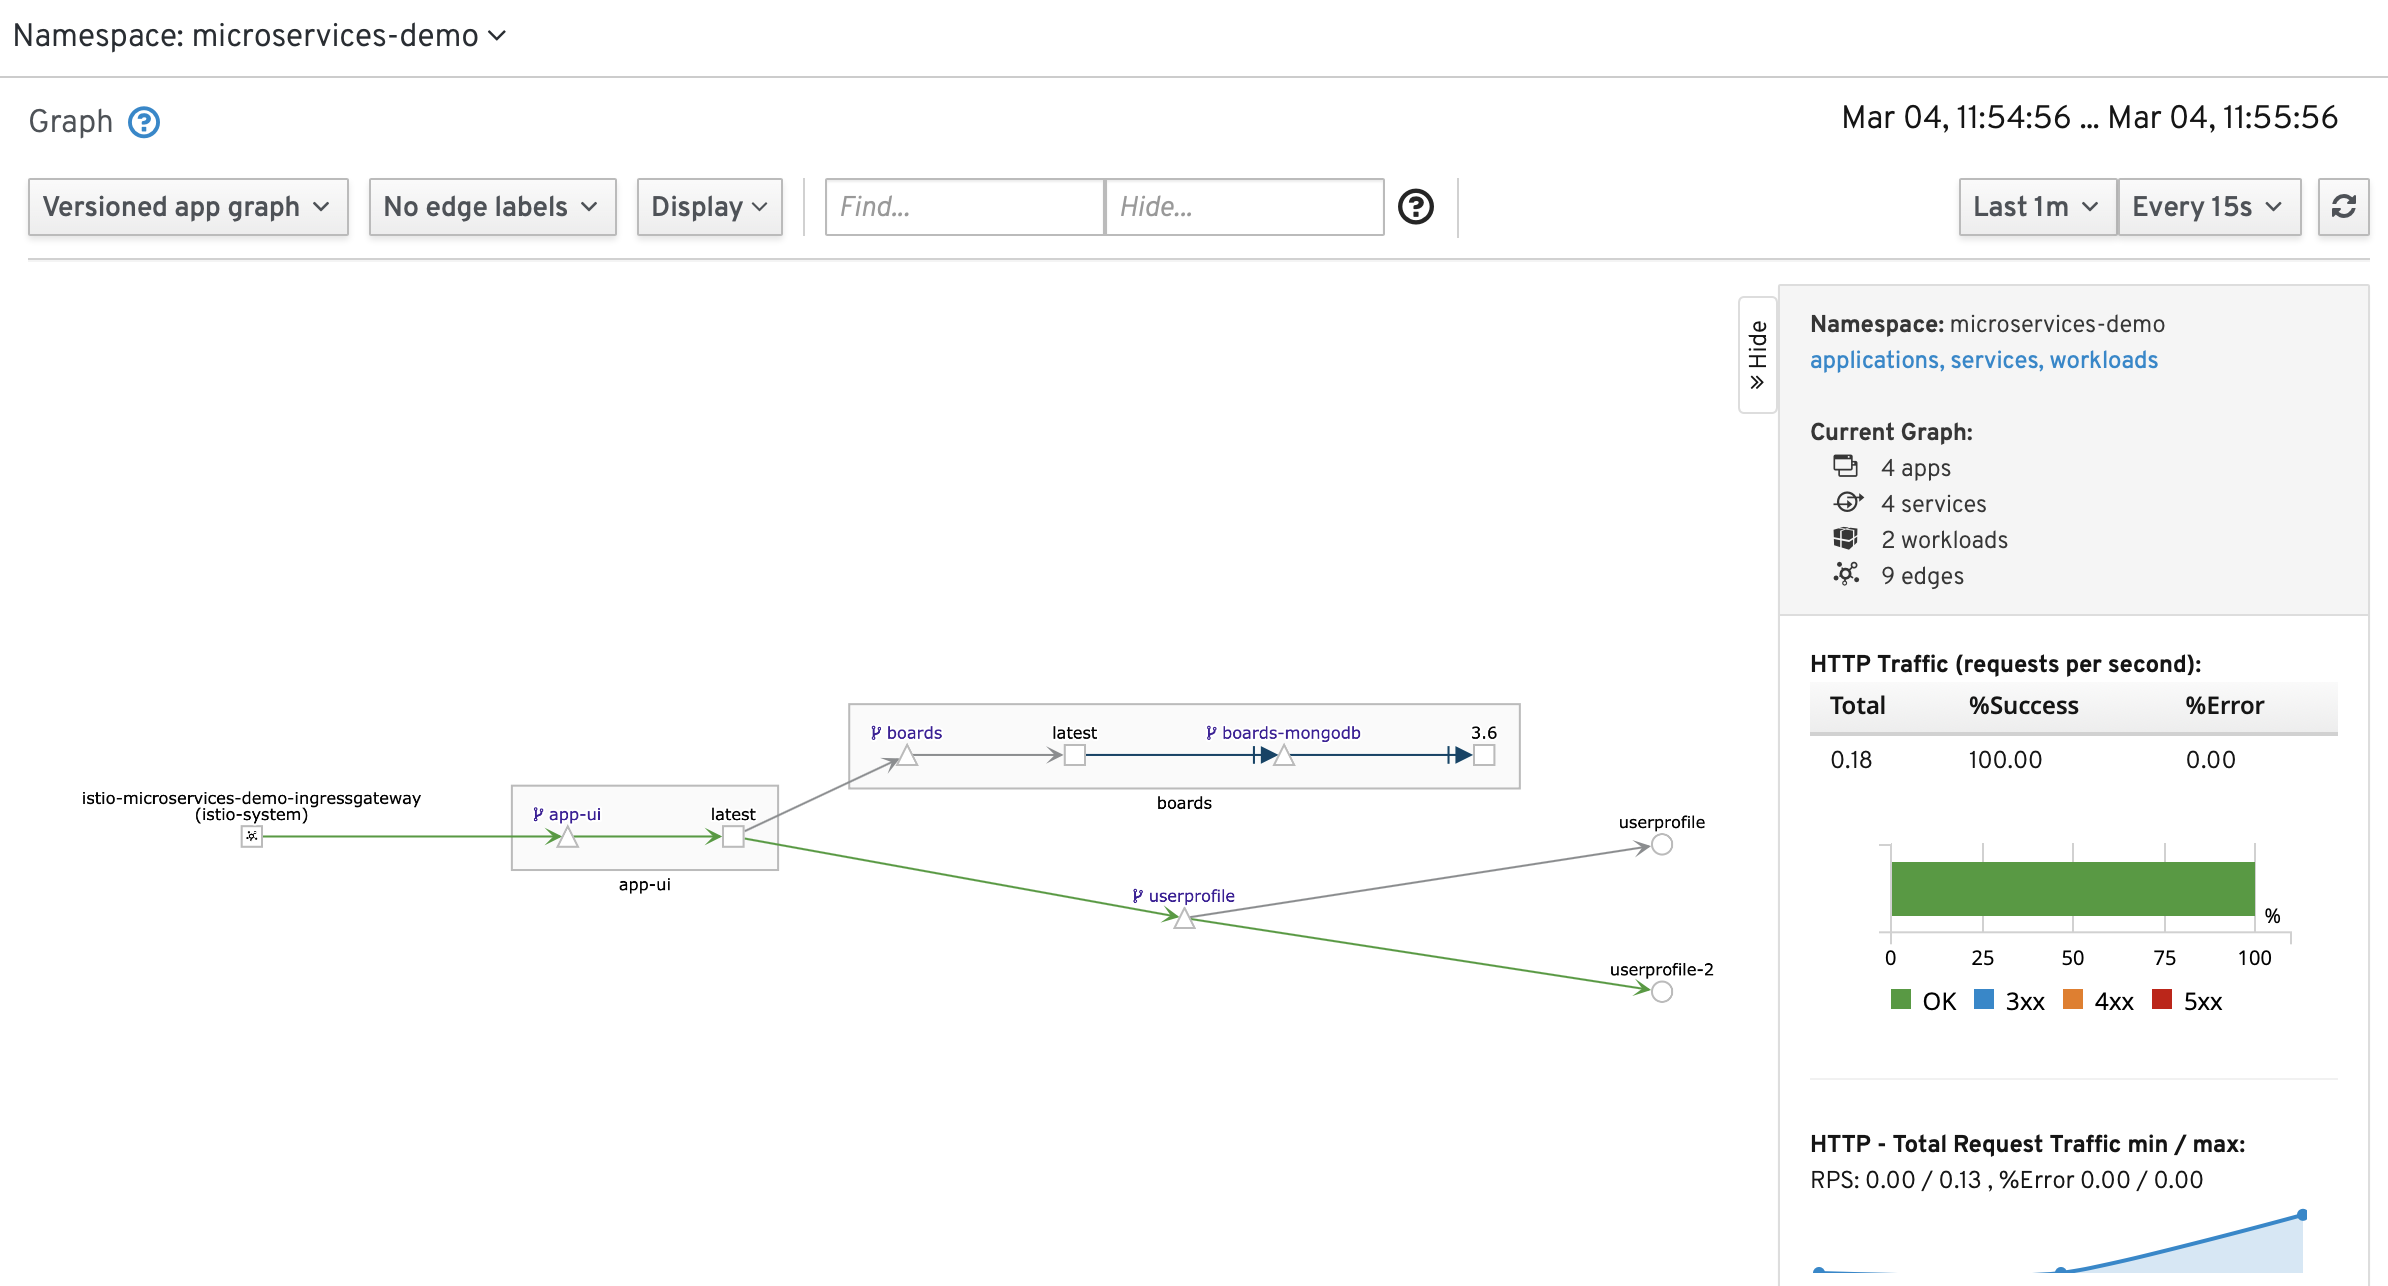 Namespace: microservices-demo
Graph
Mar 04, 11:54:56 ... Mar 04, 11:55:56
Versioned app graph
No edge labels
Display
Find...
Hide...
Last 1m
Every 15s
Hide
Namespace: microservices-demo
applications, services, workloads
Current Graph:
4 apps
4 services
2 workloads
9 edges
HTTP Traffic (requests per second):
Total %Success %Error
0.18 100.00 0.00
%
0 25 50 75 100
OK 3xx 4xx 5xx
HTTP - Total Request Traffic min / max:
RPS: 0.00 / 0.13 , %Error 0.00 / 0.00
istio-microservices-demo-ingressgateway
(istio-system)
app-ui
latest
app-ui
boards
latest
boards-mongodb
3.6
boards
userprofile
userprofile
userprofile-2